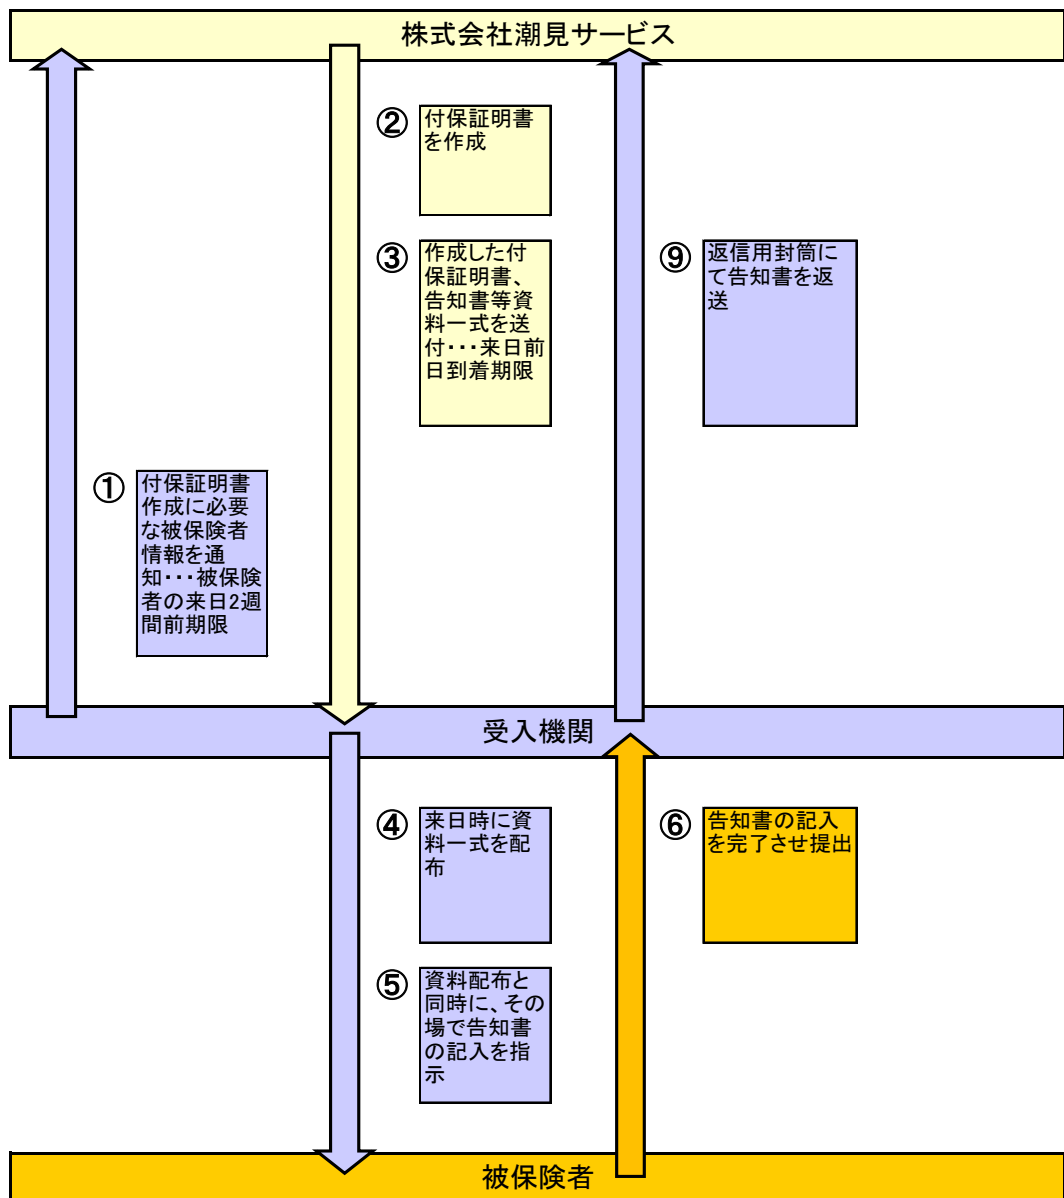 株式会社潮見サービス
②
付保証明書
を作成
③
作成した付
保証明書、
告知書等資
料一式を送
付・・・来日前
日到着期限
⑨
返信用封筒に
て告知書を返
送
①
付保証明書
作成に必要
な被保険者
情報を通
知・・・被保険
者の来日2週
間前期限
受入機関
④
来日時に資
料一式を配
布
⑥
告知書の記入
を完了させ提出
⑤
資料配布と
同時に、その
場で告知書
の記入を指
示
被保険者